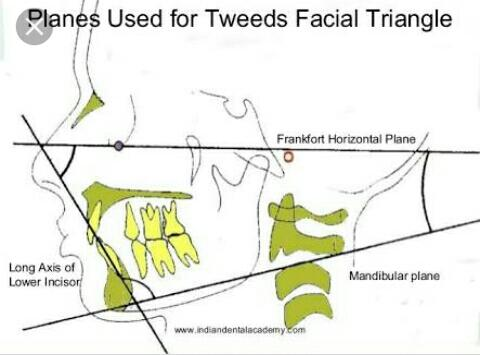 Planes Used for Tweeds Facial Triangle
Frankfort Horizontal Plane
Long Axis of
Lower Incisor
Mandibular plane
www.indiandentalacademy.com